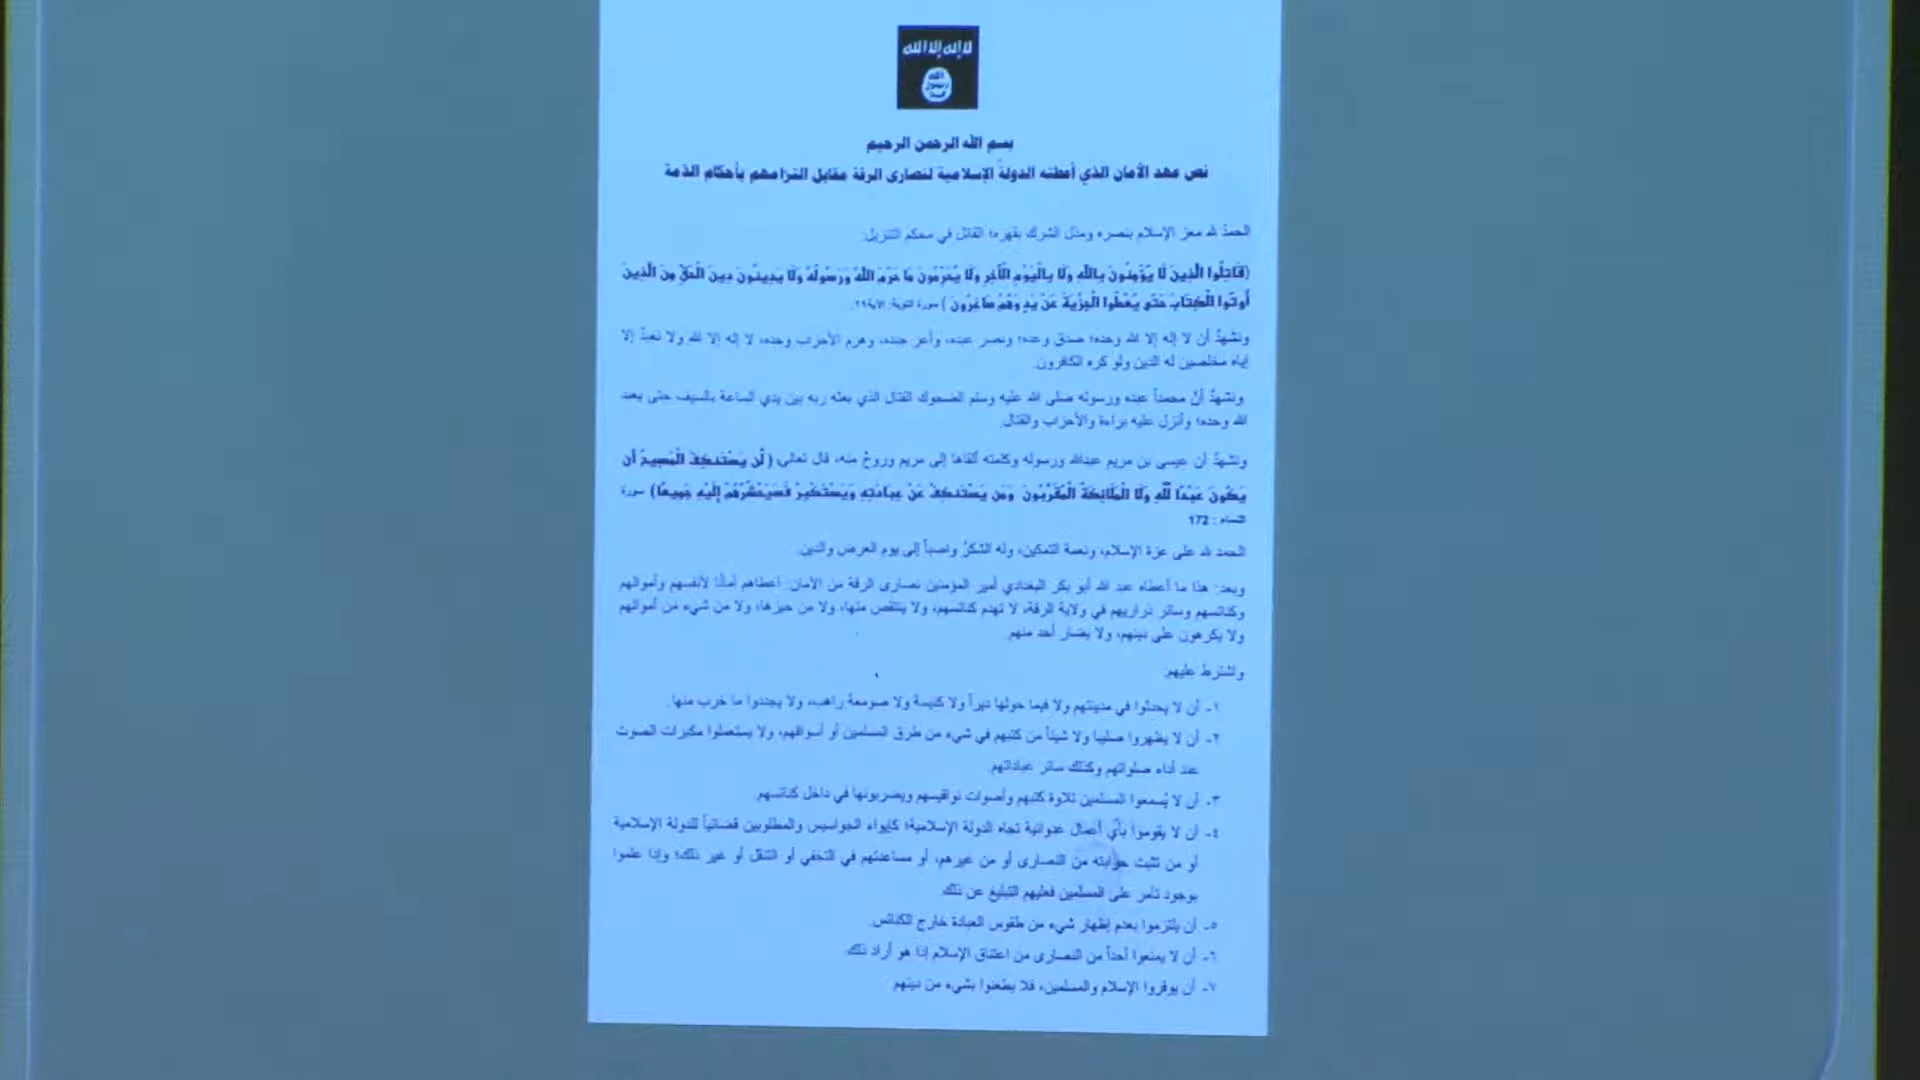 لا إله إلا الله
الله
رسول
محمد
بسم الله الرحمن الرحيم
نص عهد الأمان الذي أعطته الدولة الإسلامية لنصارى الرقة مقابل التزامهم بأحكام الذمة
الحمدُ لله معز الإسلام بنصره ومذل الشرك بقهره؛ القائل في محكم التنزيل:
(قَاتِلُوا الَّذِينَ لَا يُؤْمِنُونَ بِاللَّهِ وَلَا بِالْيَوْمِ الْآخِرِ وَلَا يُحَرِّمُونَ مَا حَرَّمَ اللَّهُ وَرَسُولُهُ وَلَا يَدِينُونَ دِينَ الْحَقِّ مِنَ الَّذِينَ
أُوتُوا الْكِتَابَ حَتَّى يُعْطُوا الْجِزْيَةَ عَنْ يَدٍ وَهُمْ صَاغِرُونَ) سورة التوبة: الآية٢٩.
ونشهدُ أن لا إله إلا الله وحده؛ صدق وعده؛ ونصر عبده، وأعز جنده، وهزم الأحزاب وحده، لا إله إلا الله ولا نعبدُ إلا
إياه مخلصين له الدين ولو كره الكافرون.
ونشهدُ أنَّ محمداً عبده ورسوله صلى الله عليه وسلم الضحوك القتال الذي بعثه ربه بين يدي الساعة بالسيف حتى يعبد
الله وحده؛ وأنزل عليه براءة والأحزاب والقتال.
ونشهدُ أن عيسى بن مريم عبدالله ورسوله وكلمته ألقاها إلى مريم وروحٌ منه، قال تعالى: (لَّن يَسْتَنكِفَ الْمَسِيحُ أَن
يَكُونَ عَبْدًا لِّلَّهِ وَلَا الْمَلَائِكَةُ الْمُقَرَّبُونَ وَمَن يَسْتَنكِفْ عَنْ عِبَادَتِهِ وَيَسْتَكْبِرْ فَسَيَحْشُرُهُمْ إِلَيْهِ جَمِيعًا) سورة
النساء : 172
الحمد لله على عزة الإسلام، ونعمة التمكين، وله الشكرُ واصباً إلى يوم العرض والدين.
وبعد: هذا ما أعطاه عبد الله أبو بكر البغدادي أمير المؤمنين نصارى الرقة من الأمان: أعطاهم أمانًا لأنفسهم وأموالهم
وكنائسهم وسائر ذراريهم في ولاية الرقة، لا تهدم كنائسهم، ولا ينتقص منها، ولا من حيزها، ولا من شيء من أموالهم
ولا يكرهون على دينهم، ولا يضار أحد منهم.
واشترط عليهم:
١- أن لا يحدثوا في مدينتهم ولا فيما حولها ديراً ولا كنيسة ولا صومعة راهب، ولا يجددوا ما خرب منها.
٢- أن لا يظهروا صليبا ولا شيئاً من كتبهم في شيء من طرق المسلمين أو أسواقهم، ولا يستعملوا مكبرات الصوت
عند أداء صلواتهم وكذلك سائر عباداتهم.
٣- أن لا يُسمعوا المسلمين تلاوة كتبهم وأصوات نواقيسهم ويضربونها في داخل كنائسهم.
٤- أن لا يقوموا بأي أعمال عدوانية تجاه الدولة الإسلامية؛ كإيواء الجواسيس والمطلوبين قضائياً للدولة الإسلامية
أو من تثبت حرابته من النصارى أو من غيرهم، أو مساعدتهم في التخفي أو التنقل أو غير ذلك؛ وإذا علموا
بوجود تآمر على المسلمين فعليهم التبليغ عن ذلك.
٥- أن يلتزموا بعدم إظهار شيء من طقوس العبادة خارج الكنائس.
٦- أن لا يمنعوا أحداً من النصارى من اعتناق الإسلام إذا هو أراد ذلك.
٧- أن يوقروا الإسلام والمسلمين، فلا يطعنوا بشيء من دينهم.